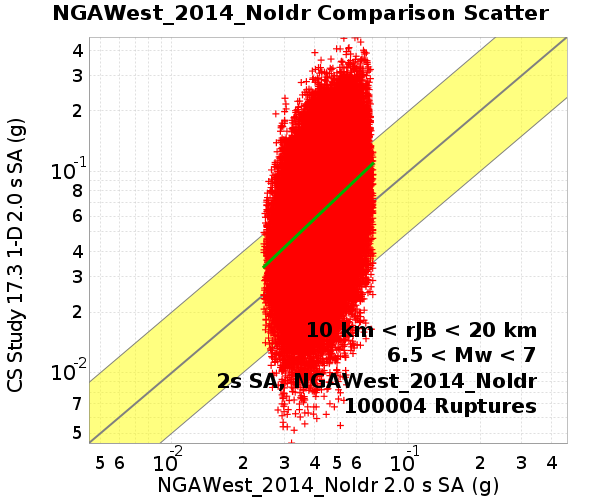 NGAWest_2014_NoIdr Comparison Scatter
CS Study 17.3 1-D 2.0 s SA (g)
4
3
2
10-1
8
6
4
3
2
10-2
7
5
10 km < rJB < 20 km
6.5 < Mw < 7
2s SA, NGAWest_2014_NoIdr
100004 Ruptures
5 6 10-2 2 3 4 5 6 10-1 2 3 4
NGAWest_2014_NoIdr 2.0 s SA (g)